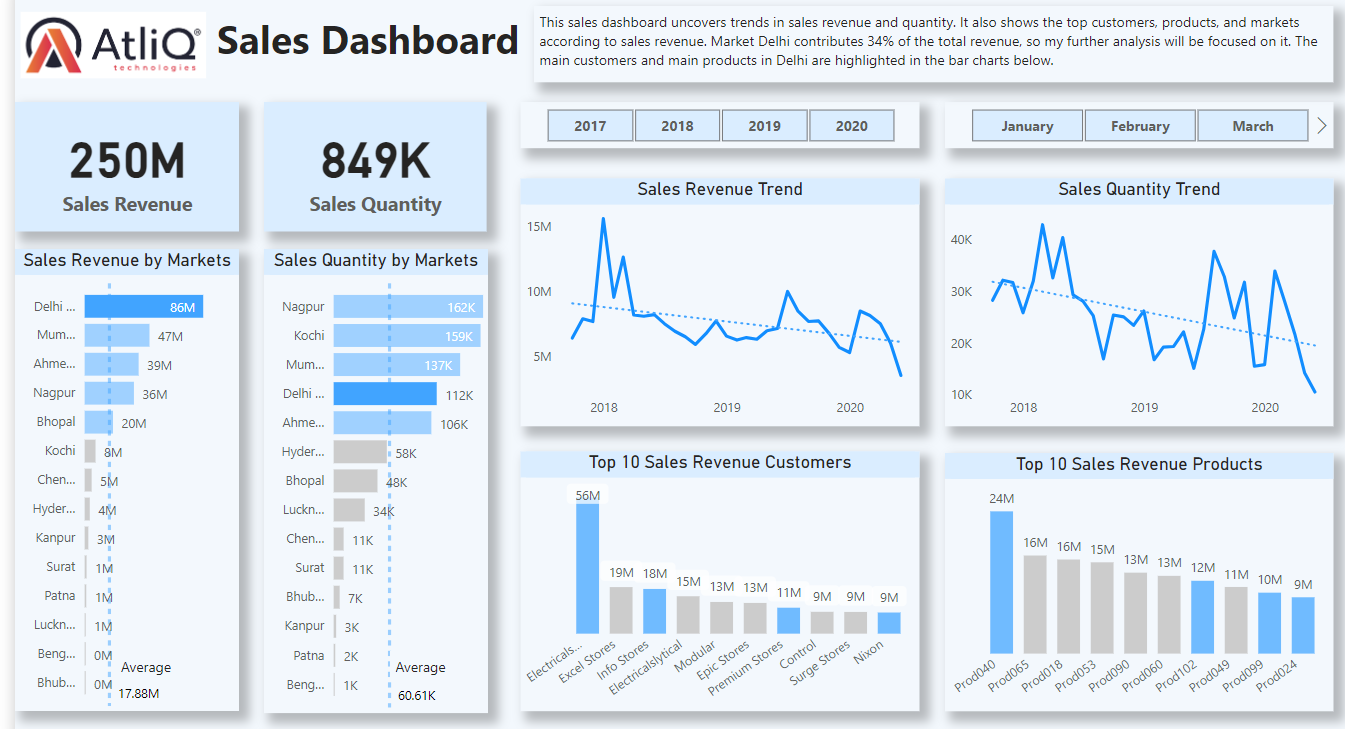 AtliQ®
technologies
Sales Dashboard
This sales dashboard uncovers trends in sales revenue and quantity. It also shows the top customers, products, and markets
according to sales revenue. Market Delhi contributes 34% of the total revenue, so my further analysis will be focused on it. The
main customers and main products in Delhi are highlighted in the bar charts below.
250M
Sales Revenue
849K
Sales Quantity
2017 2018 2019 2020
January February March
Sales Revenue by Markets
Delhi ... 86M
Mum... 47M
Ahme... 39M
Nagpur 36M
Bhopal 20M
Kochi 8M
Chen... 5M
Hyder... 4M
Kanpur 3M
Surat 1M
Patna 1M
Luckn... 1M
Beng... 0M
Bhub... 0M
Average
17.88M
Sales Quantity by Markets
Nagpur 162K
Kochi 159K
Mum... 137K
Delhi ... 112K
Ahme... 106K
Hyder... 58K
Bhopal 48K
Luckn... 34K
Chen... 11K
Surat 11K
Bhub... 7K
Kanpur 3K
Patna 2K
Beng... 1K
Average
60.61K
Sales Revenue Trend
15M
10M
5M
2018 2019 2020
Sales Quantity Trend
40K
30K
20K
10K
2018 2019 2020
Top 10 Sales Revenue Customers
56M 19M 18M 15M 13M 13M 11M 9M 9M 9M
Electricals... Excel Stores Info Stores Electricalslytical Modular Epic Stores Premium Stores Control Surge Stores Nixon
Top 10 Sales Revenue Products
24M 16M 16M 15M 13M 13M 12M 11M 10M 9M
Prod040 Prod065 Prod018 Prod053 Prod090 Prod060 Prod102 Prod049 Prod099 Prod024